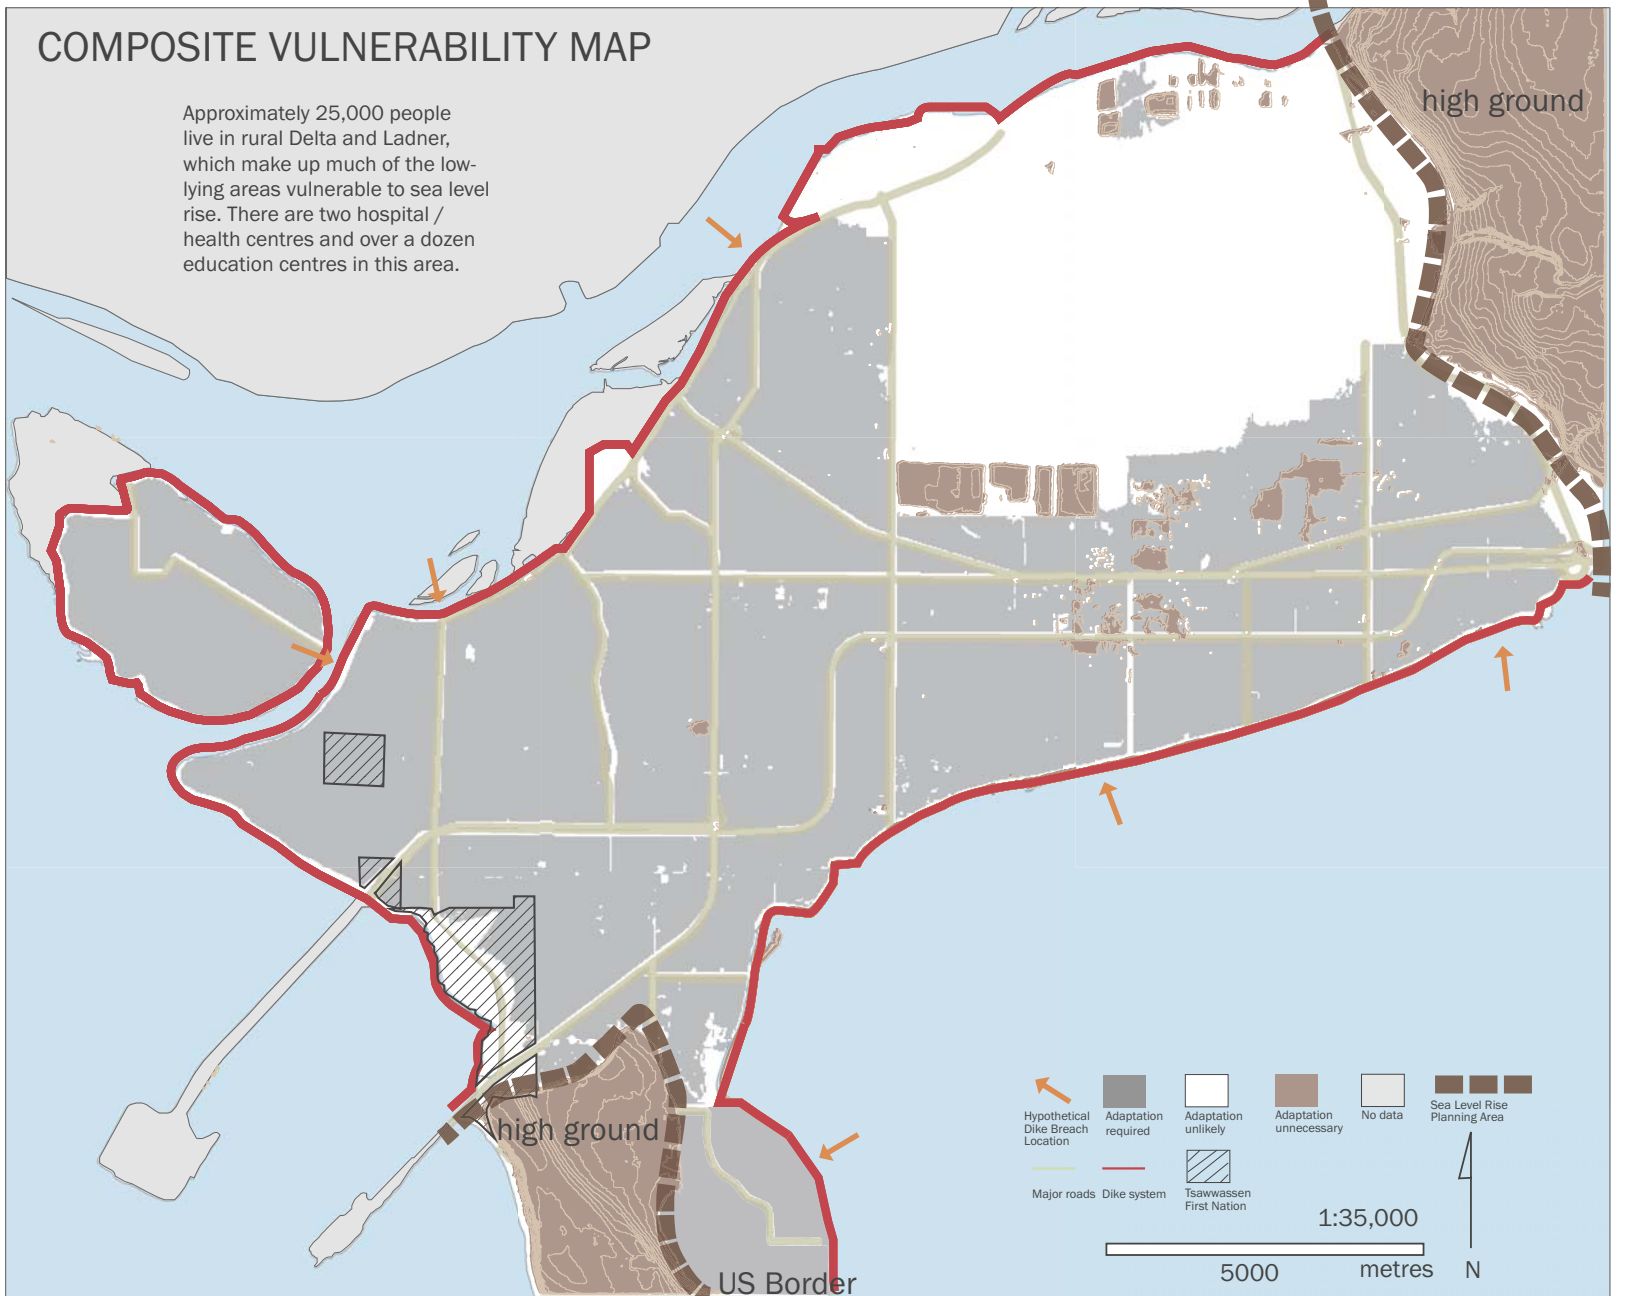 COMPOSITE VULNERABILITY MAP
Approximately 25,000 people
live in rural Delta and Ladner,
which make up much of the low-
lying areas vulnerable to sea level
rise. There are two hospital /
health centres and over a dozen
education centres in this area.
high ground
high ground
US Border
Hypothetical
Dike Breach
Location
Adaptation
required
Adaptation
unlikely
Adaptation
unnecessary
No data
Sea Level Rise
Planning Area
Major roads
Dike system
Tsawwassen
First Nation
1:35,000
5000
metres
N